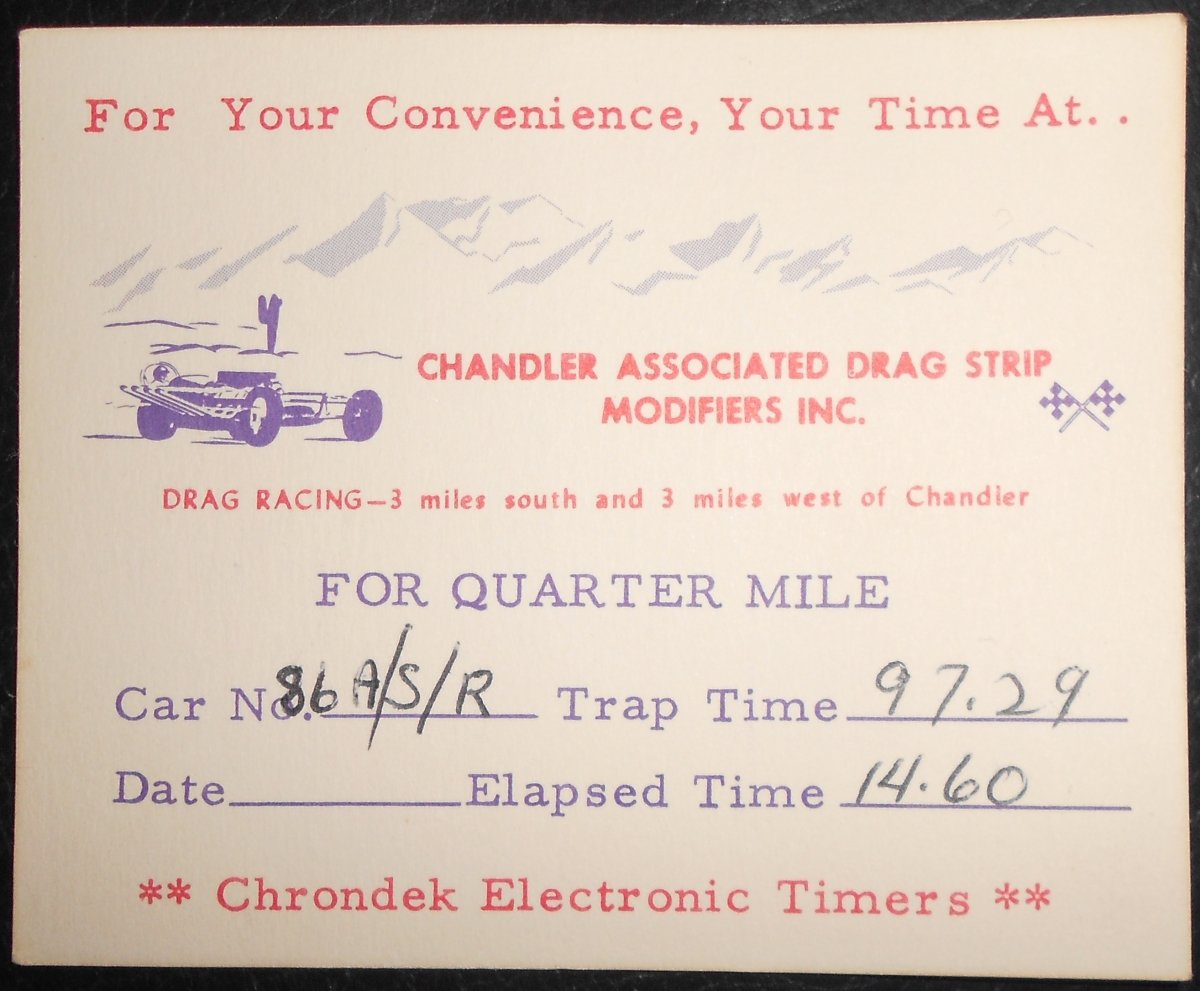 For Your Convenience, Your Time At..
CHANDLER ASSOCIATED DRAG STRIP
MODIFIERS INC.
DRAG RACING—3 miles south and 3 miles west of Chandler
FOR QUARTER MILE
Car No. 86 A/S/R Trap Time 97.29
Date Elapsed Time 14.60
** Chrondek Electronic Timers **